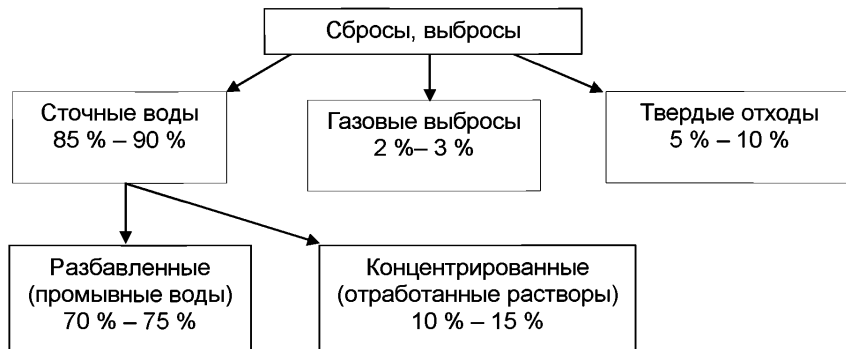 Сбросы, выбросы
Сточные воды
85 % – 90 %
Газовые выбросы
2 %– 3 %
Твердые отходы
5 % – 10 %
Разбавленные
(промывные воды)
70 % – 75 %
Концентрированные
(отработанные растворы)
10 % – 15 %